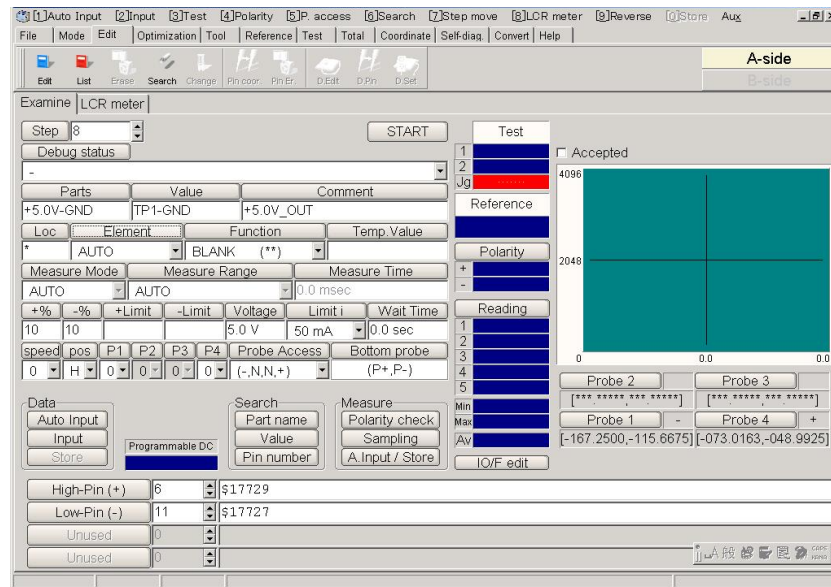 [1]Auto Input [2]Input [3]Test [4]Polarity [5]P. access [6]Search [7]Step move [8]LCR meter [9]Reverse [0]Store Aux
File Mode Edit Optimization Tool Reference Test Total Coordinate Self-diag. Convert Help
Edit List Erase Search Change Pin coor. Pin Er. D.Edit D.Pin D.Set
A-side
B-side
Examine LCR meter
Step 8 START
Debug status
-
Parts Value Comment
+5.0V-GND TP1-GND +5.0V_OUT
Loc Element Function Temp.Value
* AUTO BLANK (**)
Measure Mode Measure Range Measure Time
AUTO AUTO 0.0 msec
+% -% +Limit -Limit Voltage Limit i Wait Time
10 10 5.0 V 50 mA 0.0 sec
speed pos P1 P2 P3 P4 Probe Access Bottom probe
0 H 0 0 0 0 (-,N,N,+) (P+,P-)
Data
Auto Input
Input
Store
Programmable DC
Search
Part name
Value
Pin number
Measure
Polarity check
Sampling
A.Input / Store
Test
1
2
Jg
Reference
Polarity
+
-
Reading
1
2
3
4
5
Min
Max
Av
IO/F edit
Accepted
4096
2048
0 0.0 0.0
Probe 2 Probe 3
[***.*****,***.*****] [***.*****,***.*****]
Probe 1 - Probe 4 +
[-167.2500,-115.6675] [-073.0163,-048.9925]
High-Pin (+) 6 $17729
Low-Pin (-) 11 $17727
Unused 0
Unused 0
A 般
CAPS
KANA